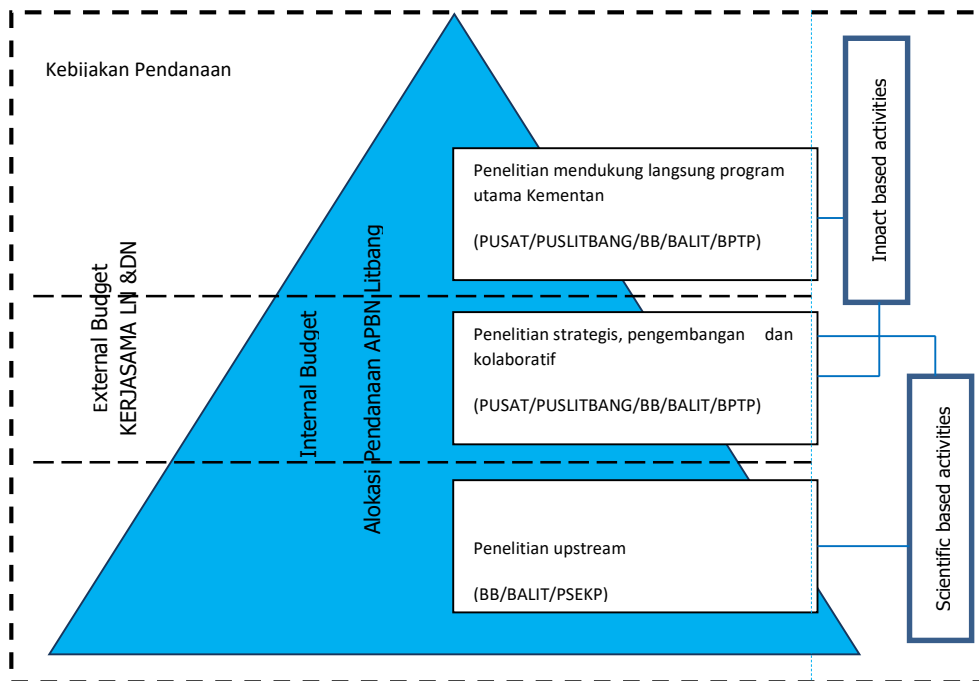 Kebijakan Pendanaan
Penelitian mendukung langsung program
utama Kementan
(PUSAT/PUSLITBANG/BB/BALIT/BPTP)
Penelitian strategis, pengembangan dan
kolaboratif
(PUSAT/PUSLITBANG/BB/BALIT/BPTP)
Penelitian upstream
(BB/BALIT/PSEKP)
External Budget
KERJASAMA LN &DN
Internal Budget
Alokasi Pendanaan APBN Litbang
Inpact based activities
Scientific based activities